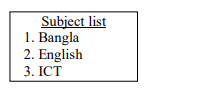 Subject list
1. Bangla
2. English
3. ICT